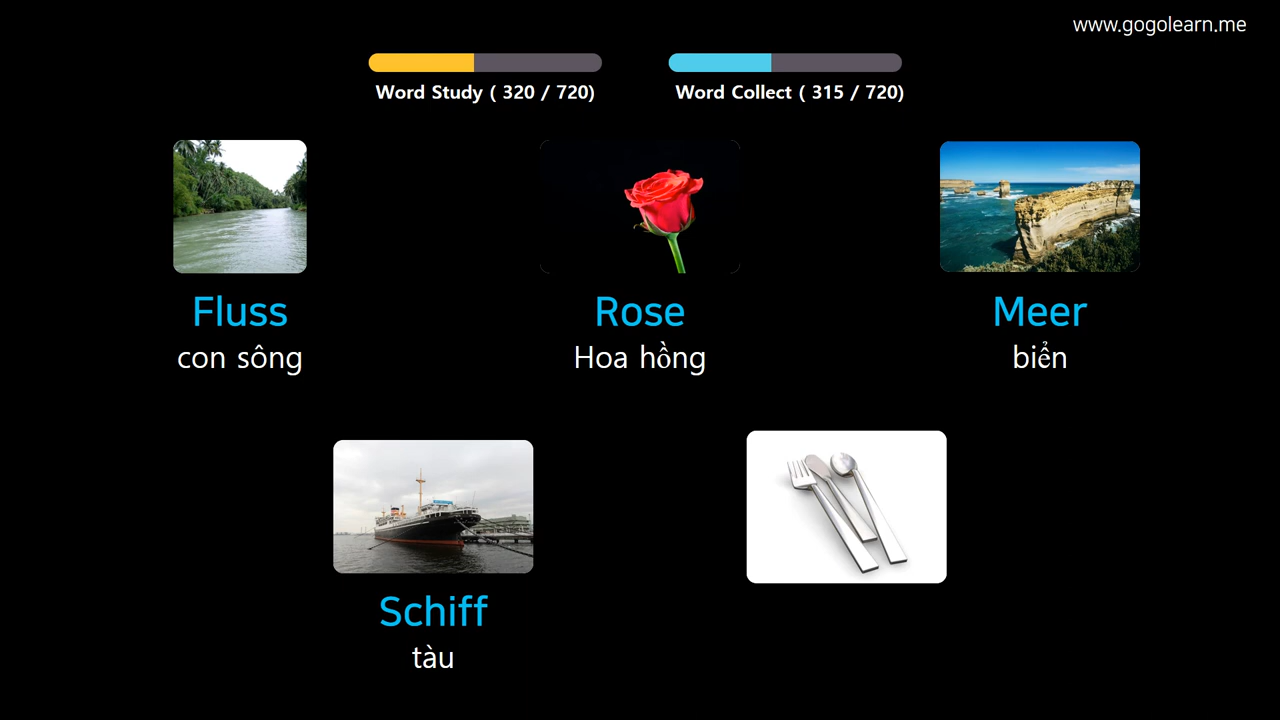 www.gogolearn.me
Word Study ( 320 / 720)
Word Collect ( 315 / 720)
Fluss
con sông
Rose
Hoa hồng
Meer
biển
Schiff
tàu